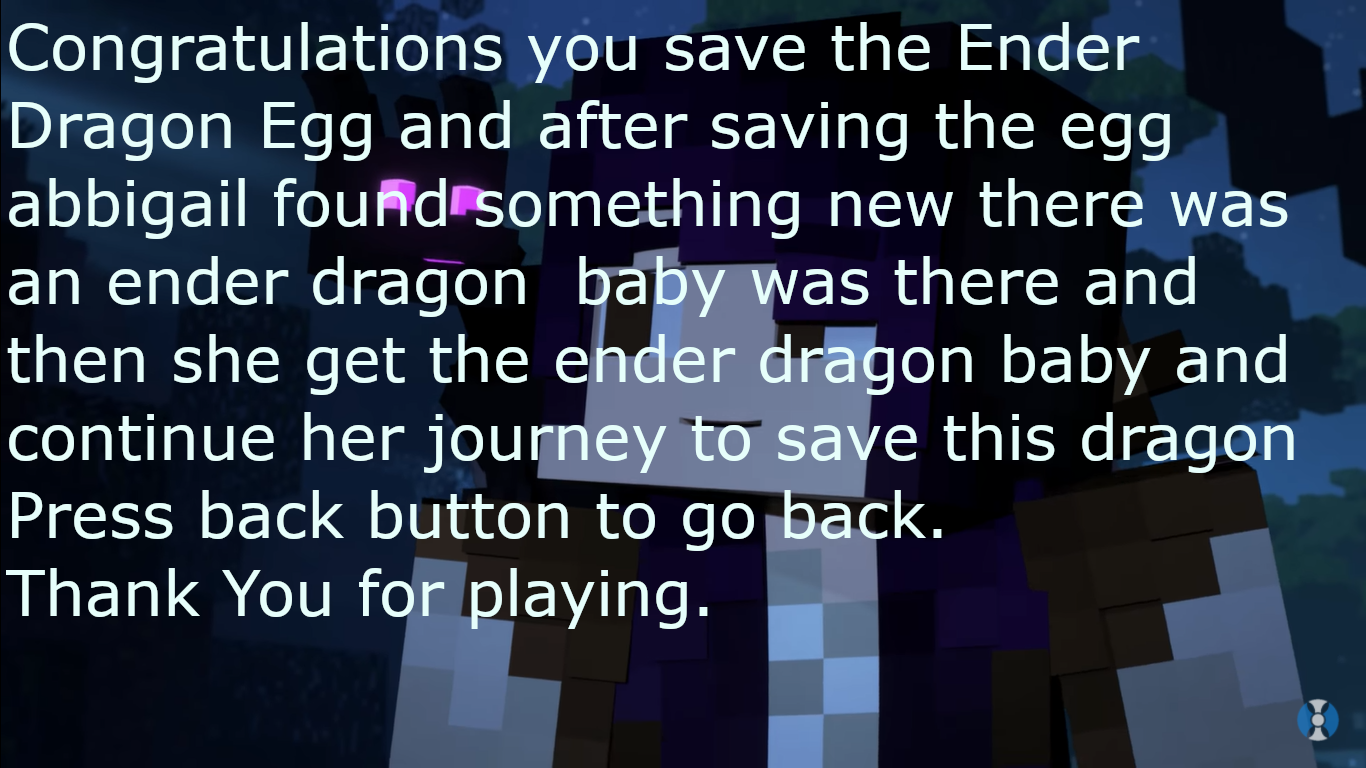 Congratulations you save the Ender
Dragon Egg and after saving the egg
abbigail found something new there was
an ender dragon  baby was there and
then she get the ender dragon baby and
continue her journey to save this dragon
Press back button to go back.
Thank You for playing.